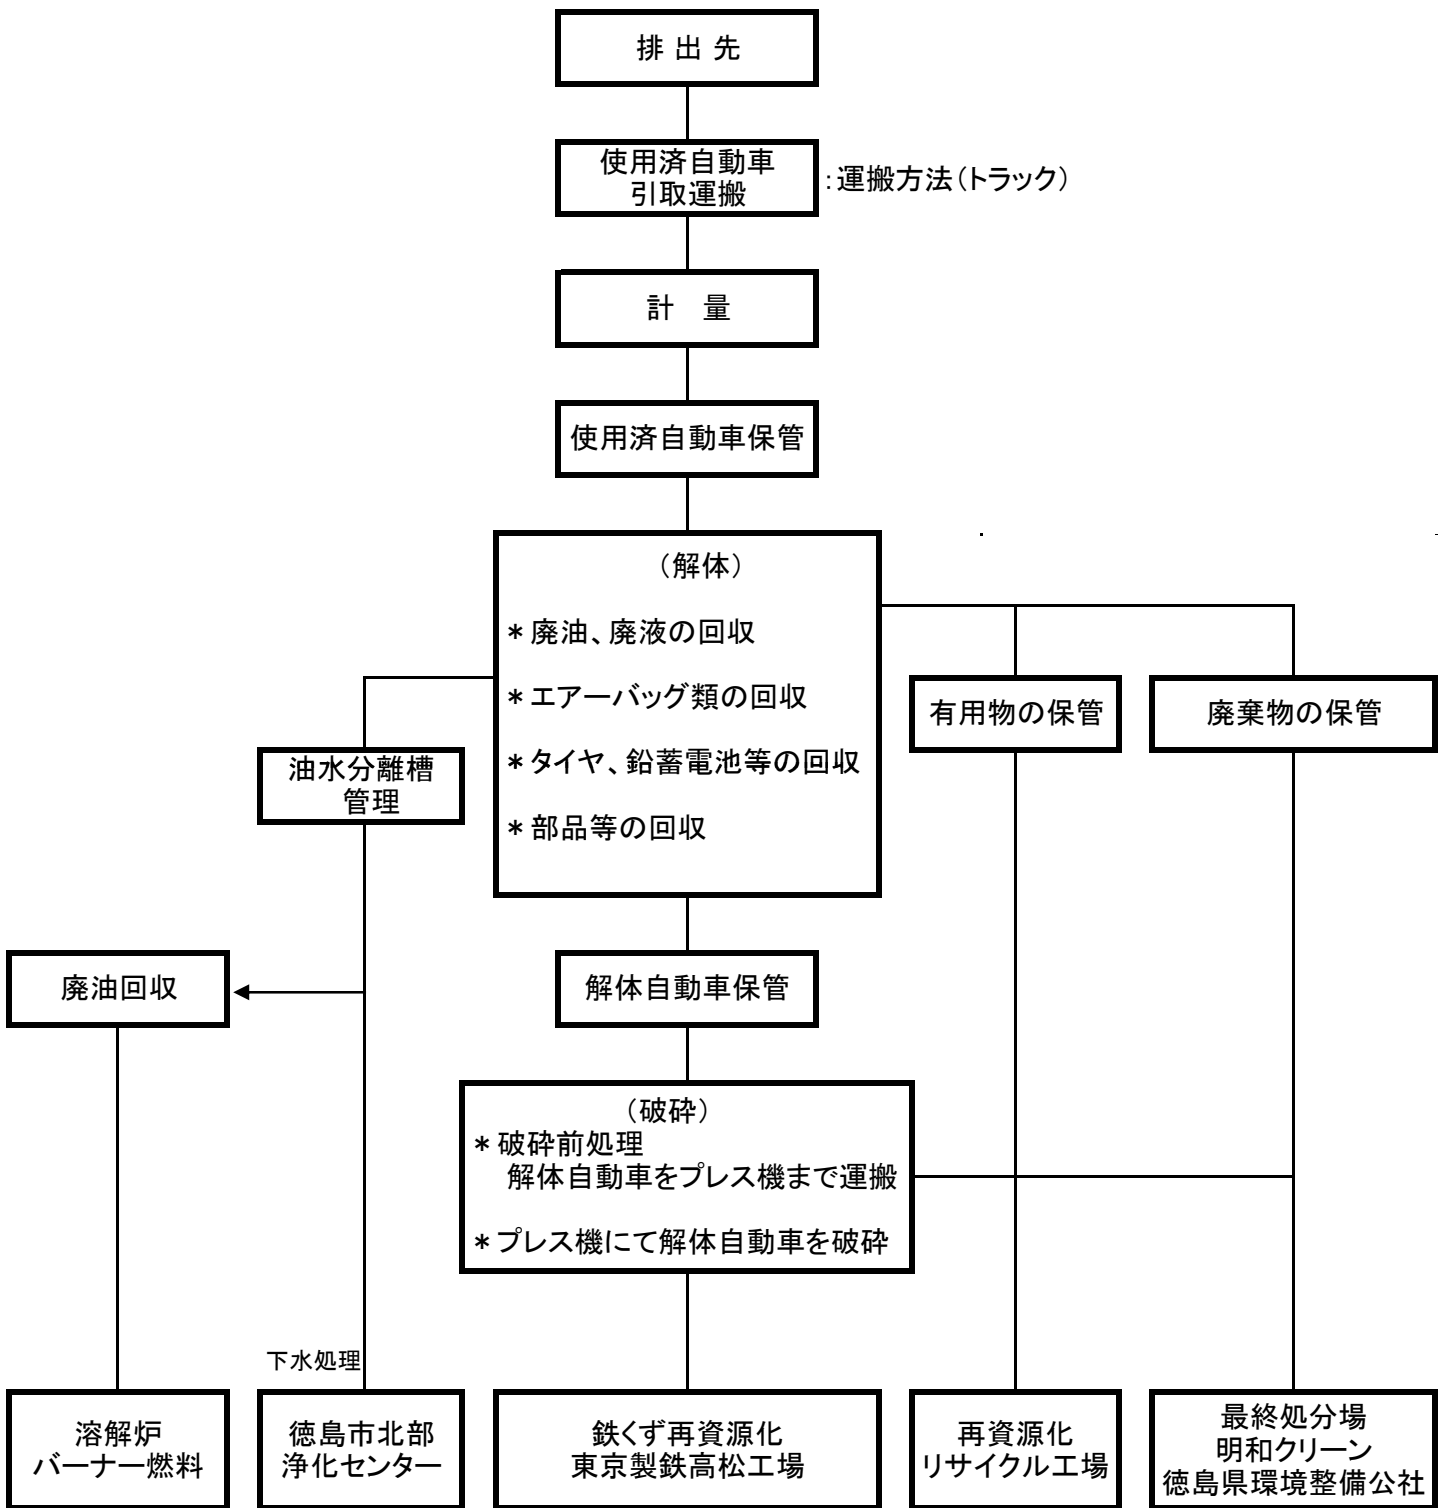 排出先
使用済自動車
引取運搬
:運搬方法(トラック)
計　量
使用済自動車保管
(解体)
*廃油、廃液の回収
*エアーバッグ類の回収
*タイヤ、鉛蓄電池等の回収
*部品等の回収
油水分離槽
管理
有用物の保管
廃棄物の保管
廃油回収
解体自動車保管
(破砕)
*破砕前処理
解体自動車をプレス機まで運搬
*プレス機にて解体自動車を破砕
下水処理
溶解炉
バーナー燃料
徳島市北部
浄化センター
鉄くず再資源化
東京製鉄高松工場
再資源化
リサイクル工場
最終処分場
明和クリーン
徳島県環境整備公社